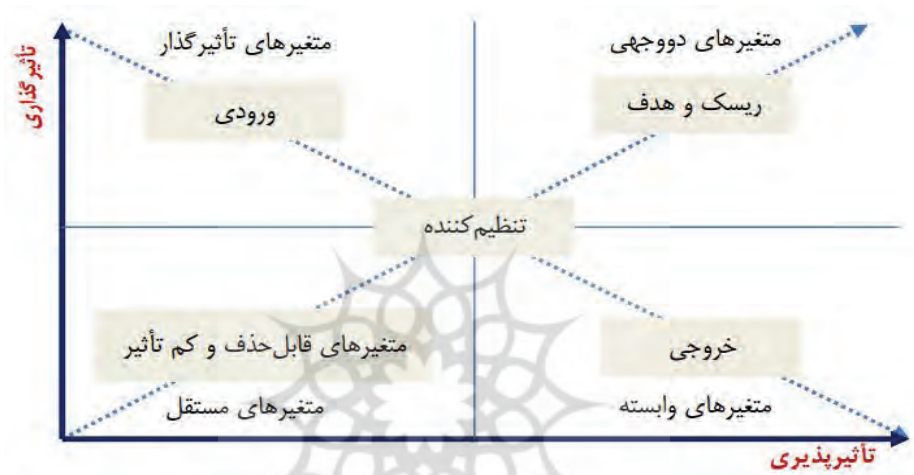 متغیرهای دووجهی
متغیرهای تأثیرگذار
ریسک و هدف
ورودی
تأثیرگذاری
تنظیم‌کننده
خروجی
متغیرهای قابل‌حذف و کم تأثیر
متغیرهای وابسته
متغیرهای مستقل
تأثیرپذیری